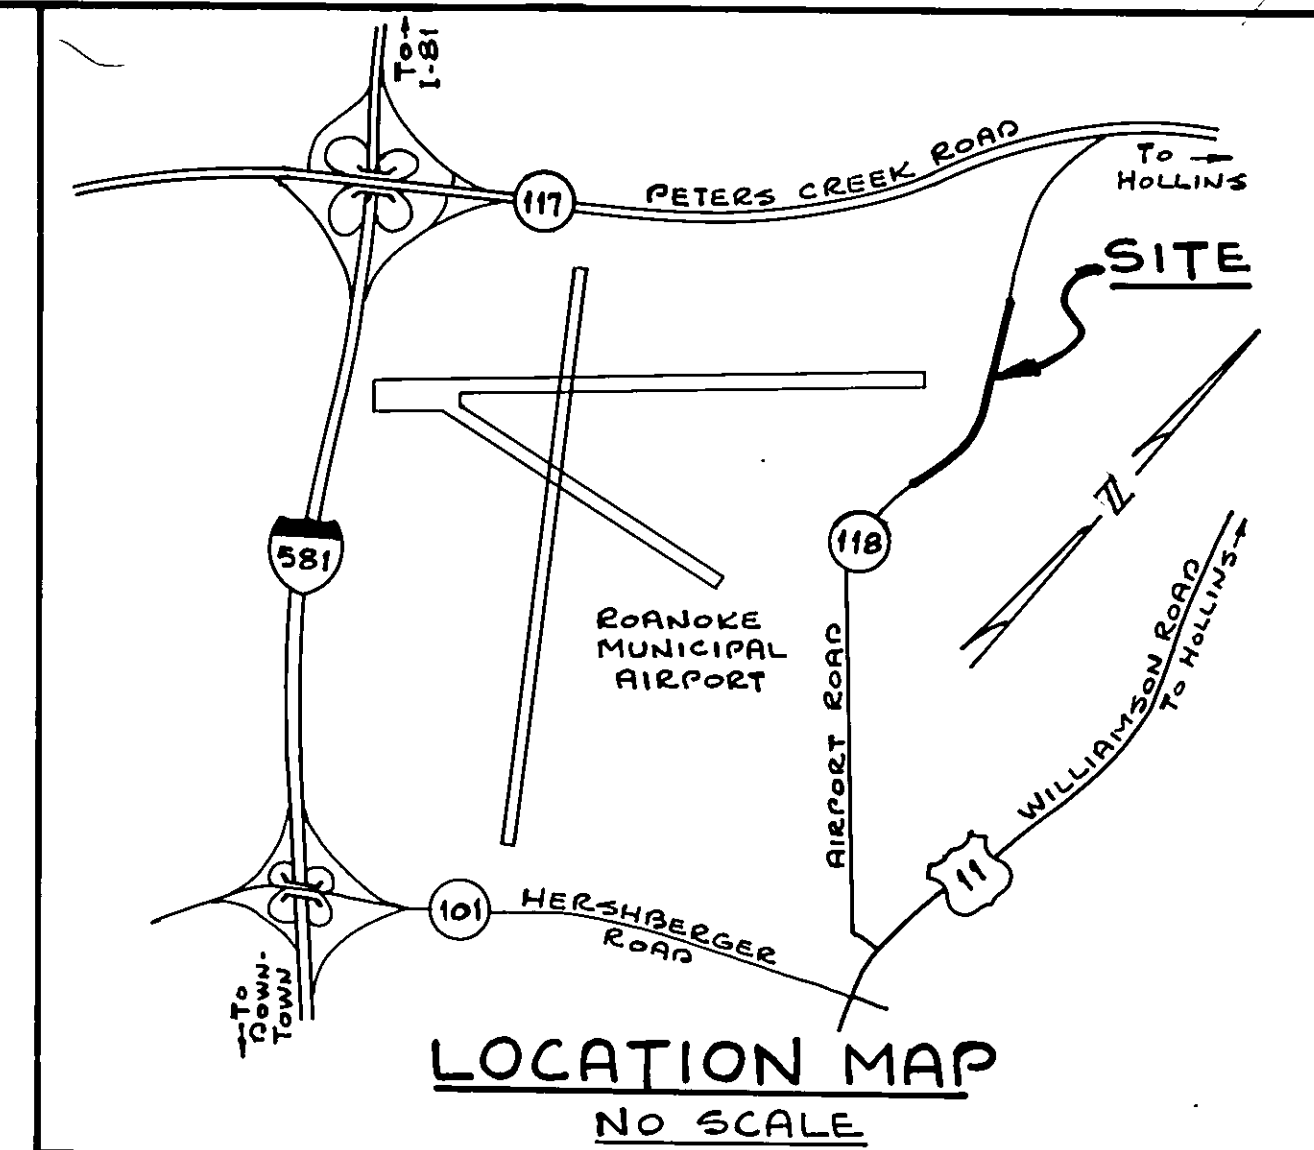 TO
I-81
117
PETERS CREEK ROAD
TO
HOLLINS
SITE
581
118
N
ROANOKE
MUNICIPAL
AIRPORT
AIRPORT ROAD
WILLIAMSON ROAD
TO HOLLINS
11
101
HERSHBERGER
ROAD
TO
DOWN-
TOWN
LOCATION MAP
NO SCALE